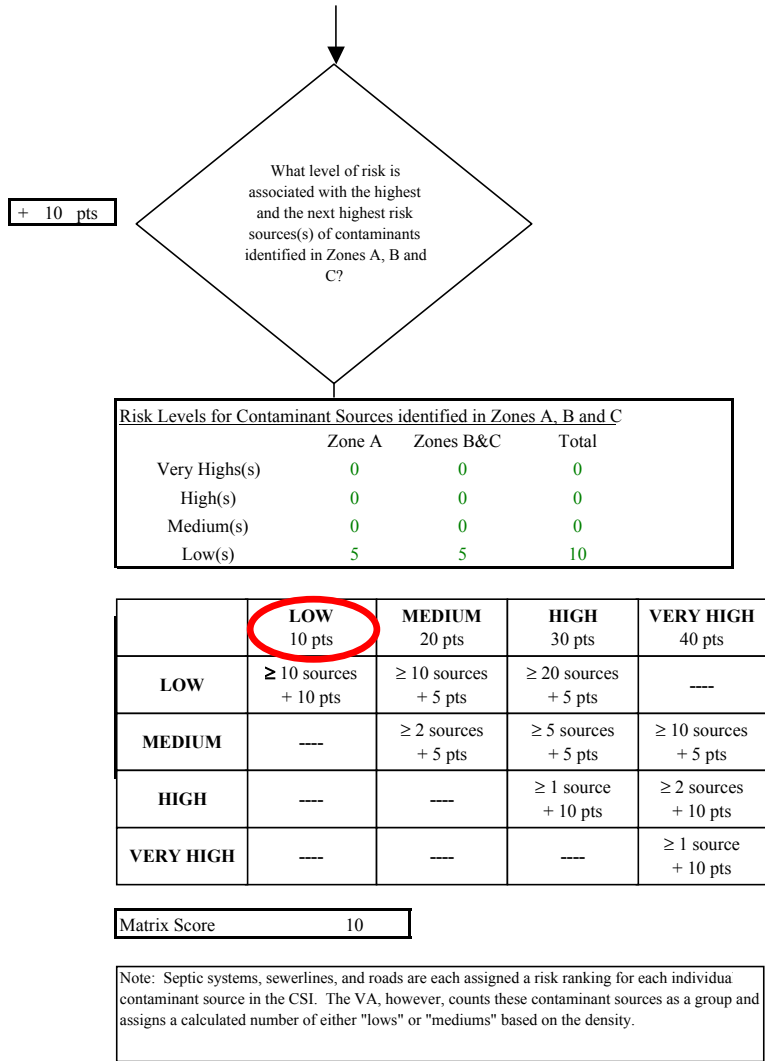 What level of risk is
associated with the highest
and the next highest risk
sources(s) of contaminants
identified in Zones A, B and
C?
+ 10 pts
Risk Levels for Contaminant Sources identified in Zones A, B and C
Zone A Zones B&C Total
Very Highs(s) 0 0 0
High(s) 0 0 0
Medium(s) 0 0 0
Low(s) 5 5 10
LOW MEDIUM HIGH VERY HIGH
10 pts 20 pts 30 pts 40 pts
LOW ≥ 10 sources + 10 pts ≥ 10 sources + 5 pts ≥ 20 sources + 5 pts ----
MEDIUM ---- ≥ 2 sources + 5 pts ≥ 5 sources + 5 pts ≥ 10 sources + 5 pts
HIGH ---- ---- ≥ 1 source + 10 pts ≥ 2 sources + 10 pts
VERY HIGH ---- ---- ---- ≥ 1 source + 10 pts
Matrix Score 10
Note: Septic systems, sewerlines, and roads are each assigned a risk ranking for each individua
contaminant source in the CSI. The VA, however, counts these contaminant sources as a group and
assigns a calculated number of either "lows" or "mediums" based on the density.